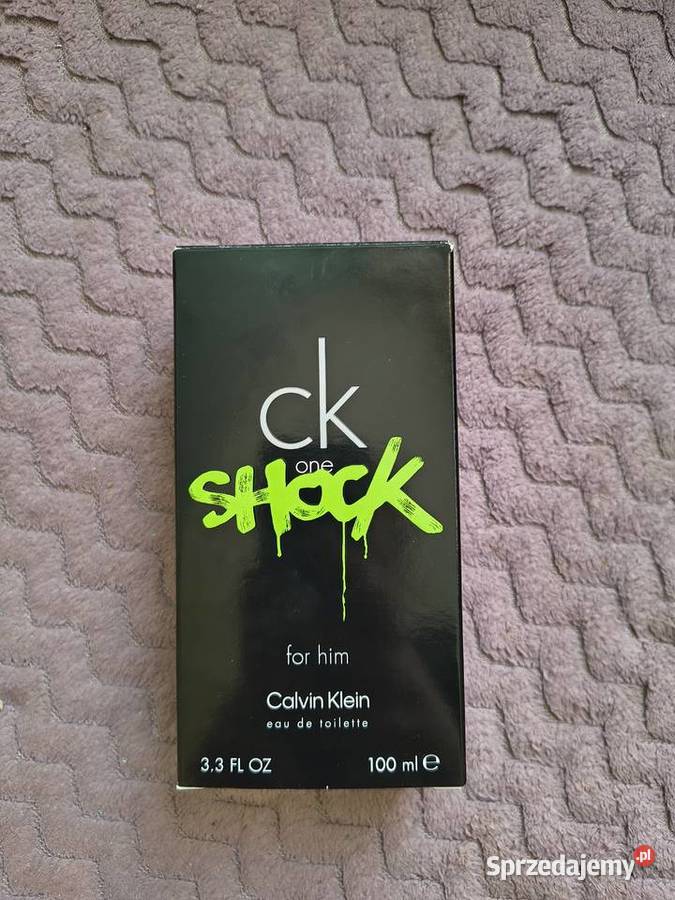 ck
one
SHOCK
for him
Calvin Klein
eau de toilette
3,3 FL OZ 100 ml ℮
Sprzedajemy.pl